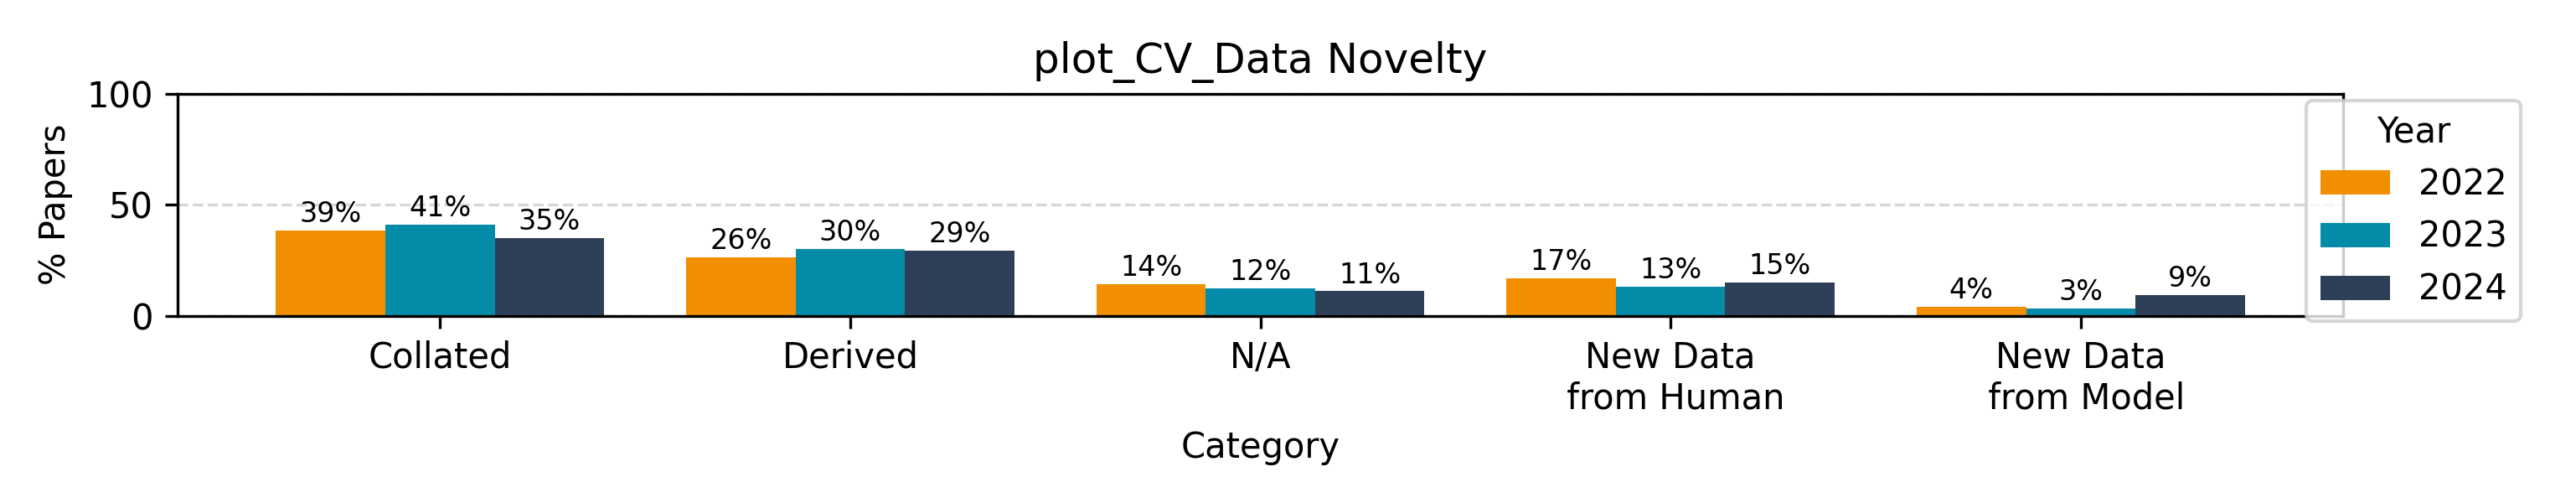 plot_CV_Data Novelty
% Papers
100
50
0
39%
41%
35%
26%
30%
29%
14%
12%
11%
17%
13%
15%
4%
3%
9%
Collated
Derived
N/A
New Data
from Human
New Data
from Model
Category
Year
2022
2023
2024